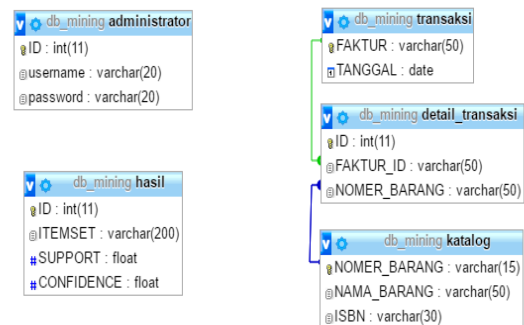 db_mining administrator
ID : int(11)
username : varchar(20)
password : varchar(20)
db_mining hasil
ID : int(11)
ITEMSET : varchar(200)
# SUPPORT : float
# CONFIDENCE : float
db_mining transaksi
FAKTUR : varchar(50)
TANGGAL : date
db_mining detail_transaksi
ID : int(11)
FAKTUR_ID : varchar(50)
NOMER_BARANG : varchar(50)
db_mining katalog
NOMER_BARANG : varchar(15)
NAMA_BARANG : varchar(50)
ISBN : varchar(30)